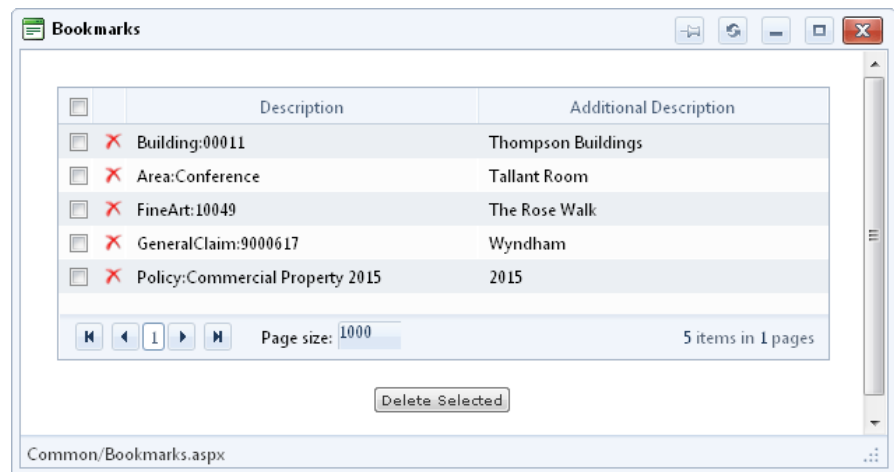 Bookmarks
Description Additional Description
Building:00011 Thompson Buildings
Area:Conference Tallant Room
FineArt:10049 The Rose Walk
GeneralClaim:9000617 Wyndham
Policy:Commercial Property 2015 2015
1 Page size: 1000 5 items in 1 pages
Delete Selected
Common/Bookmarks.aspx